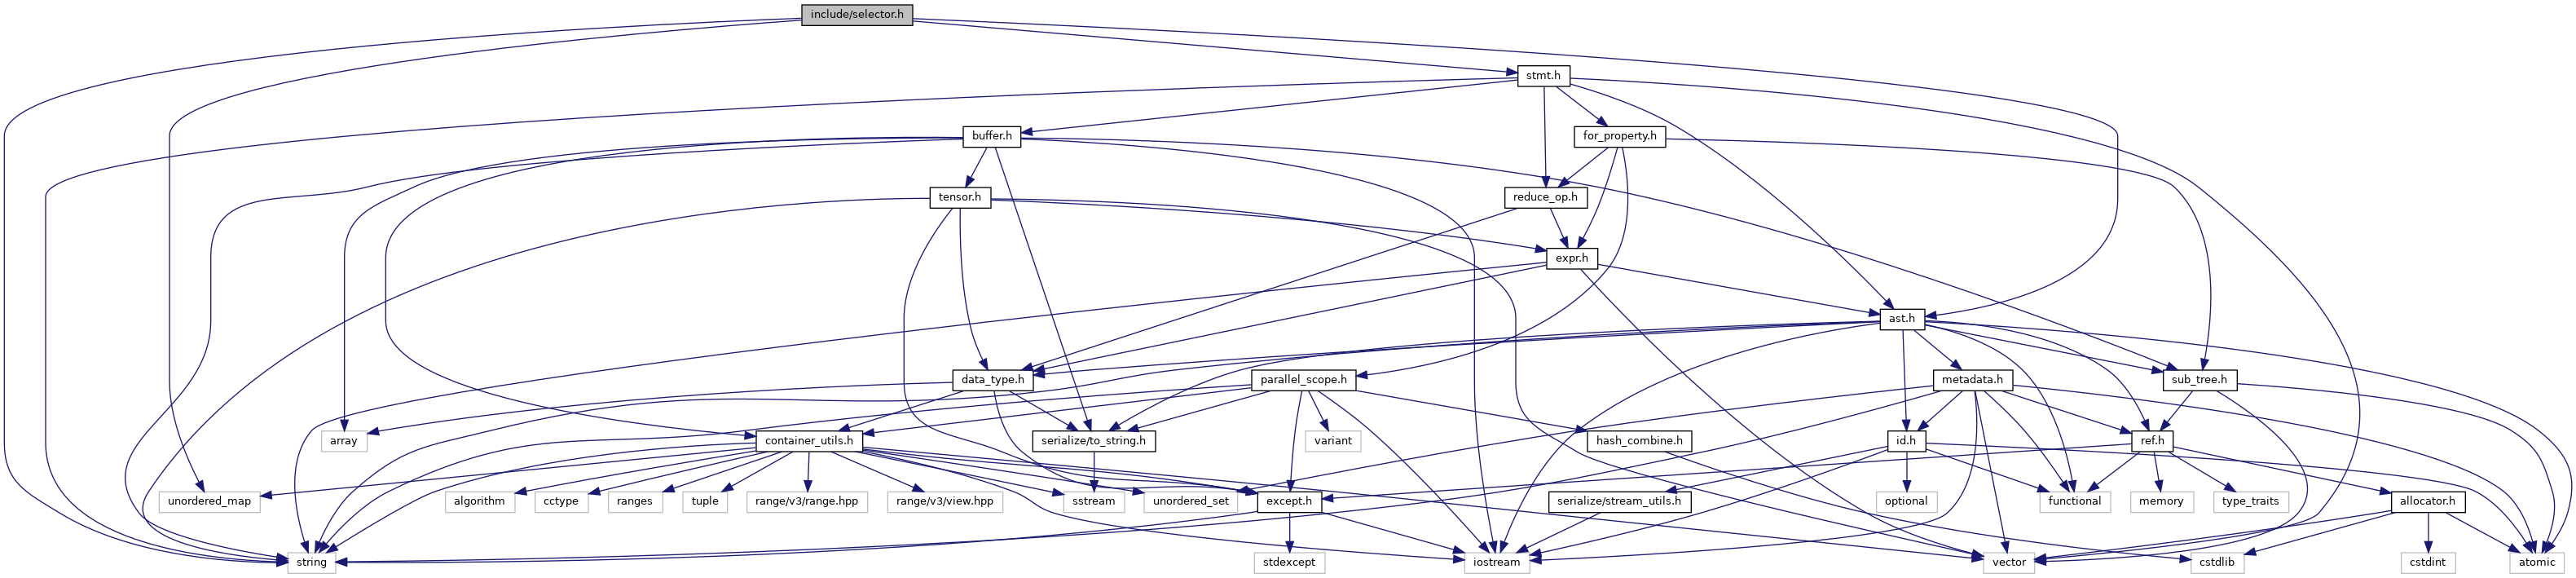 include/selector.h
stmt.h
buffer.h
for_property.h
tensor.h
reduce_op.h
expr.h
ast.h
data_type.h
parallel_scope.h
metadata.h
sub_tree.h
array
container_utils.h
serialize/to_string.h
variant
hash_combine.h
id.h
ref.h
unordered_map
algorithm
cctype
ranges
tuple
range/v3/range.hpp
range/v3/view.hpp
sstream
unordered_set
except.h
serialize/stream_utils.h
optional
functional
memory
type_traits
allocator.h
string
stdexcept
iostream
vector
cstdlib
cstdint
atomic